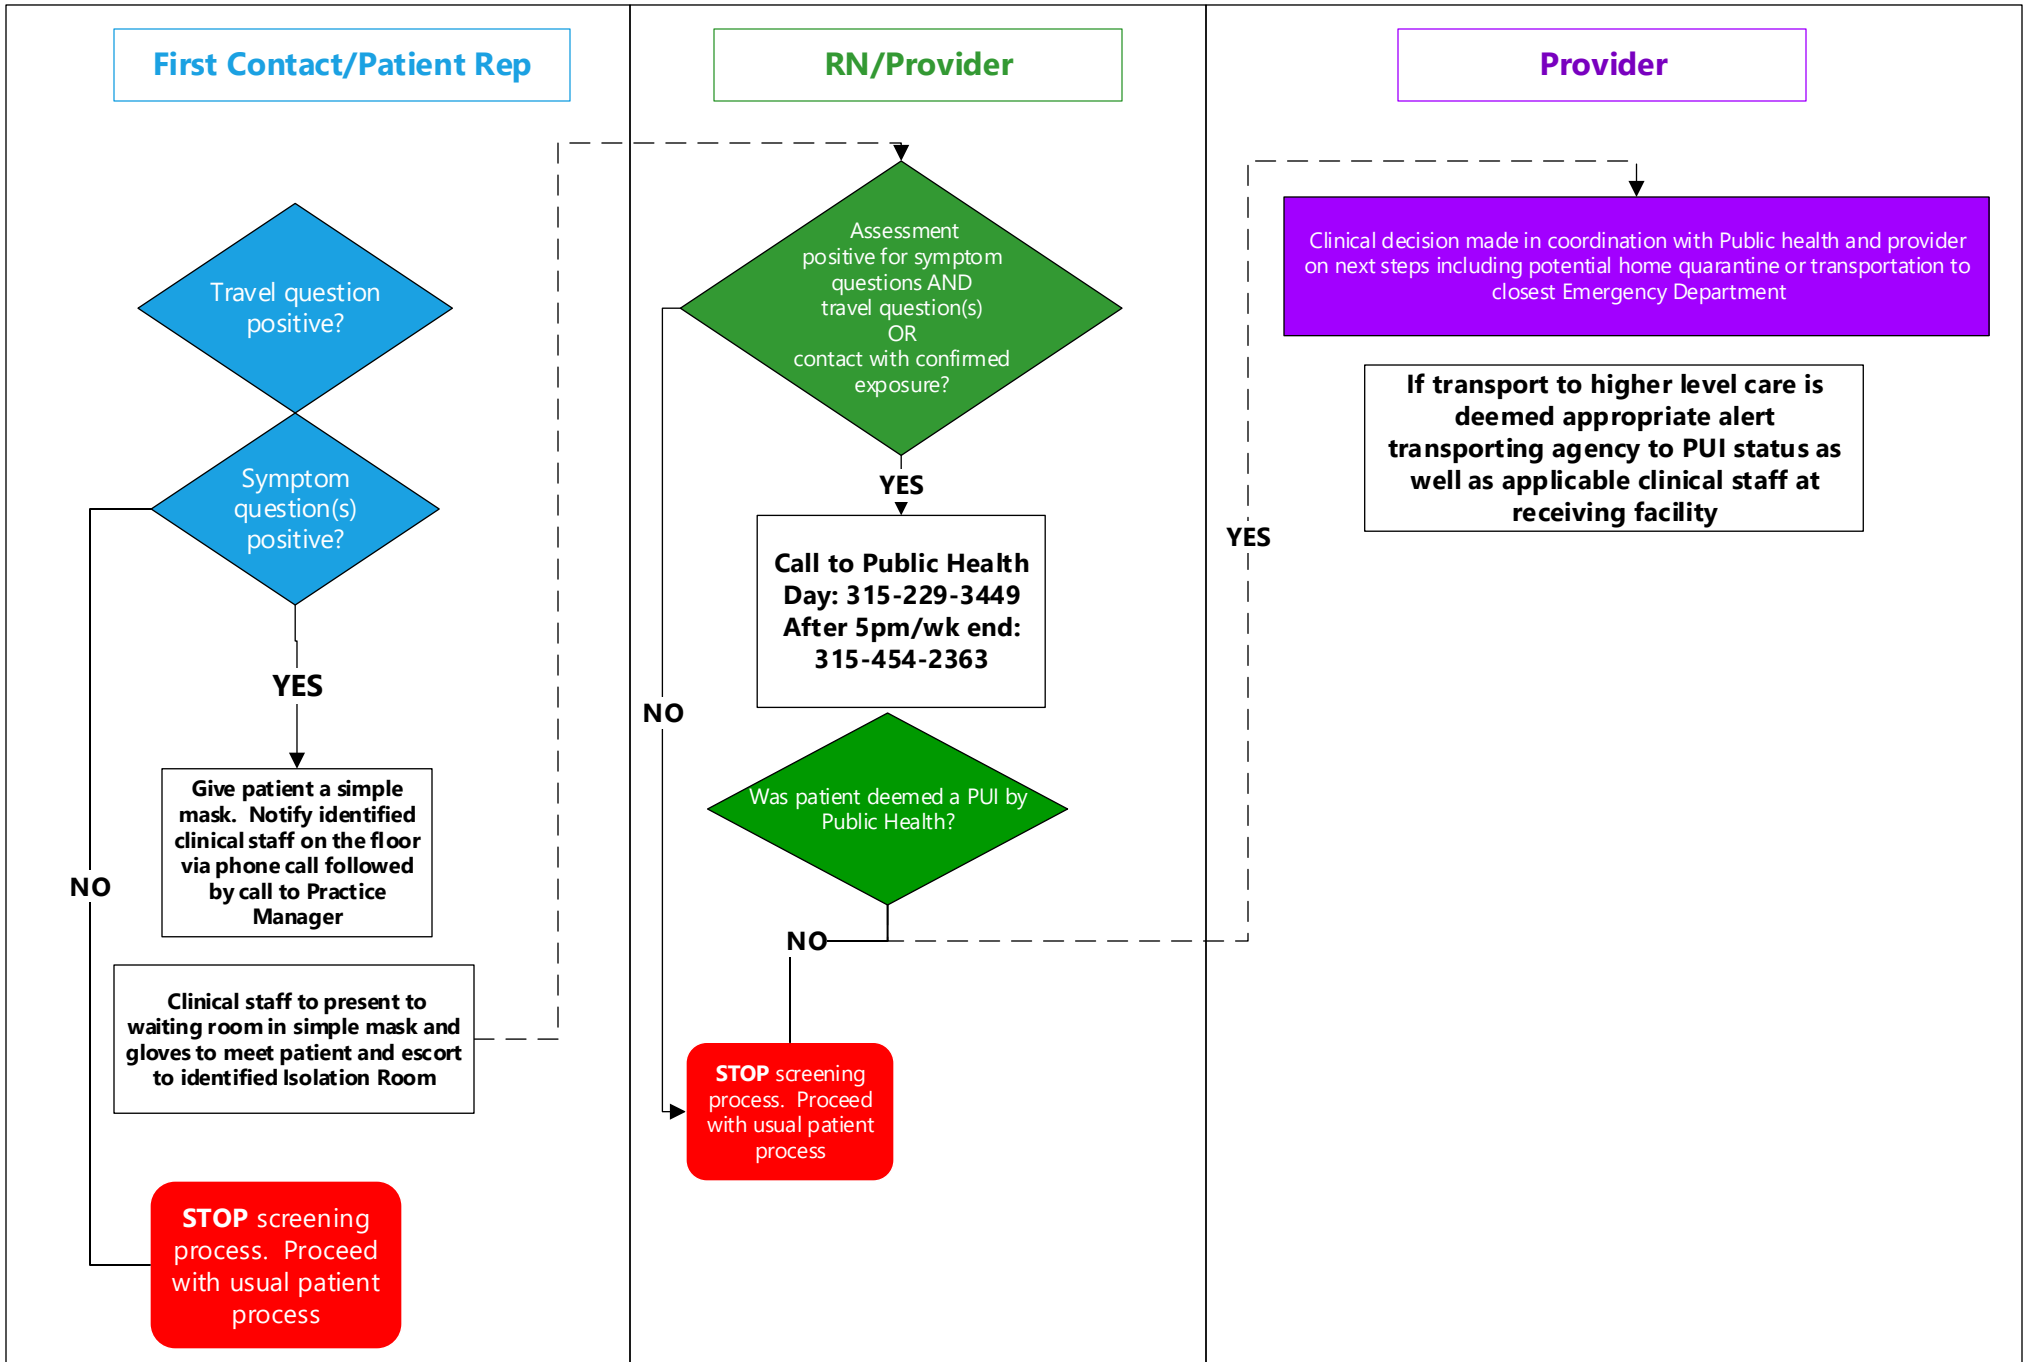 First Contact/Patient Rep
Travel question
positive?
Symptom
question(s)
positive?
YES
NO
Give patient a simple
mask.  Notify identified
clinical staff on the floor
via phone call followed
by call to Practice
Manager
Clinical staff to present to
waiting room in simple mask and
gloves to meet patient and escort
to identified Isolation Room
STOP screening
process.  Proceed
with usual patient
process
RN/Provider
Assessment
positive for symptom
questions AND
travel question(s)
OR
contact with confirmed
exposure?
YES
NO
Call to Public Health
Day: 315-229-3449
After 5pm/wk end:
315-454-2363
Was patient deemed a PUI by
Public Health?
NO
STOP screening
process.  Proceed
with usual patient
process
YES
Provider
Clinical decision made in coordination with Public health and provider
on next steps including potential home quarantine or transportation to
closest Emergency Department
If transport to higher level care is
deemed appropriate alert
transporting agency to PUI status as
well as applicable clinical staff at
receiving facility